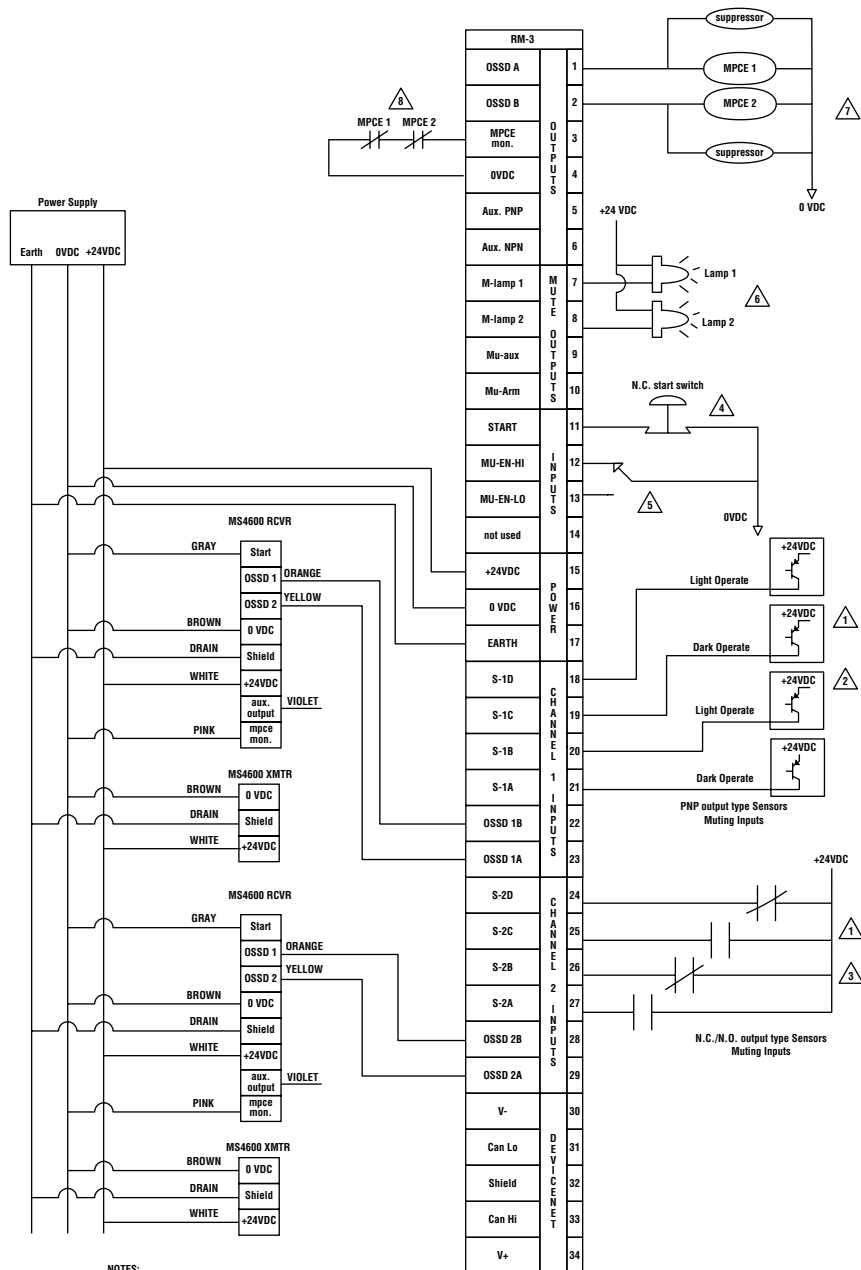 RM-3
OSSD A
1
OSSD B
2
MPCE
mon.
3
0VDC
4
Aux. PNP
5
Aux. NPN
6
OUTPUTS
M-lamp 1
7
M-lamp 2
8
Mu-aux
9
Mu-Arm
10
MUTE OUTPUTS
START
11
MU-EN-HI
12
MU-EN-LO
13
not used
14
INPUTS
+24VDC
15
0 VDC
16
EARTH
17
POWER
S-1D
18
S-1C
19
S-1B
20
S-1A
21
OSSD 1B
22
OSSD 1A
23
CHANNEL 1 INPUTS
S-2D
24
S-2C
25
S-2B
26
S-2A
27
OSSD 2B
28
OSSD 2A
29
CHANNEL 2 INPUTS
V-
30
Can Lo
31
Shield
32
Can Hi
33
V+
34
DEVICENET
suppressor
MPCE 1
MPCE 2
suppressor
7
0 VDC
8
MPCE 1 MPCE 2
+24 VDC
Lamp 1
Lamp 2
6
N.C. start switch
4
5
0VDC
+24VDC
Light Operate
+24VDC
Dark Operate
1
+24VDC
Light Operate
2
+24VDC
Dark Operate
PNP output type Sensors
Muting Inputs
+24VDC
1
3
N.C./N.O. output type Sensors
Muting Inputs
Power Supply
Earth 0VDC +24VDC
MS4600 RCVR
GRAY Start
OSSD 1 ORANGE
OSSD 2 YELLOW
BROWN 0 VDC
DRAIN Shield
WHITE +24VDC
aux.
output VIOLET
PINK mpce
mon.
MS4600 XMTR
BROWN 0 VDC
DRAIN Shield
WHITE +24VDC
MS4600 RCVR
GRAY Start
OSSD 1 ORANGE
OSSD 2 YELLOW
BROWN 0 VDC
DRAIN Shield
WHITE +24VDC
aux.
output VIOLET
PINK mpce
mon.
MS4600 XMTR
BROWN 0 VDC
DRAIN Shield
WHITE +24VDC
NOTES: